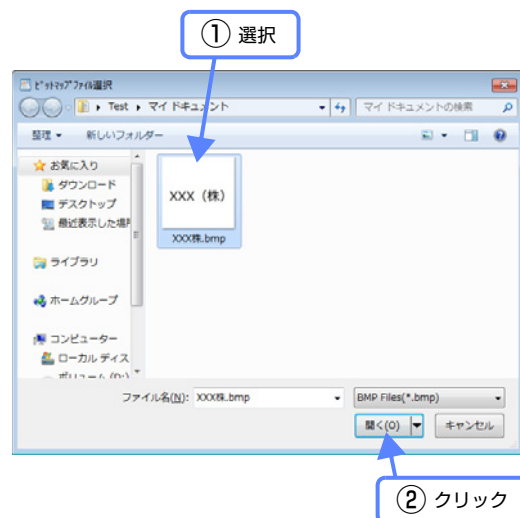 ① 選択
ビットマップファイル選択
Test マイ ドキュメント マイ ドキュメントの検索
整理 新しいフォルダー
お気に入り
ダウンロード
デスクトップ
最近表示した場所
ライブラリ
ホームグループ
コンピューター
ローカル ディス
ボリューム (D:)
XXX（株）
XXX株.bmp
ファイル名(N): XXX株.bmp BMP Files(*.bmp)
開く(O) キャンセル
② クリック